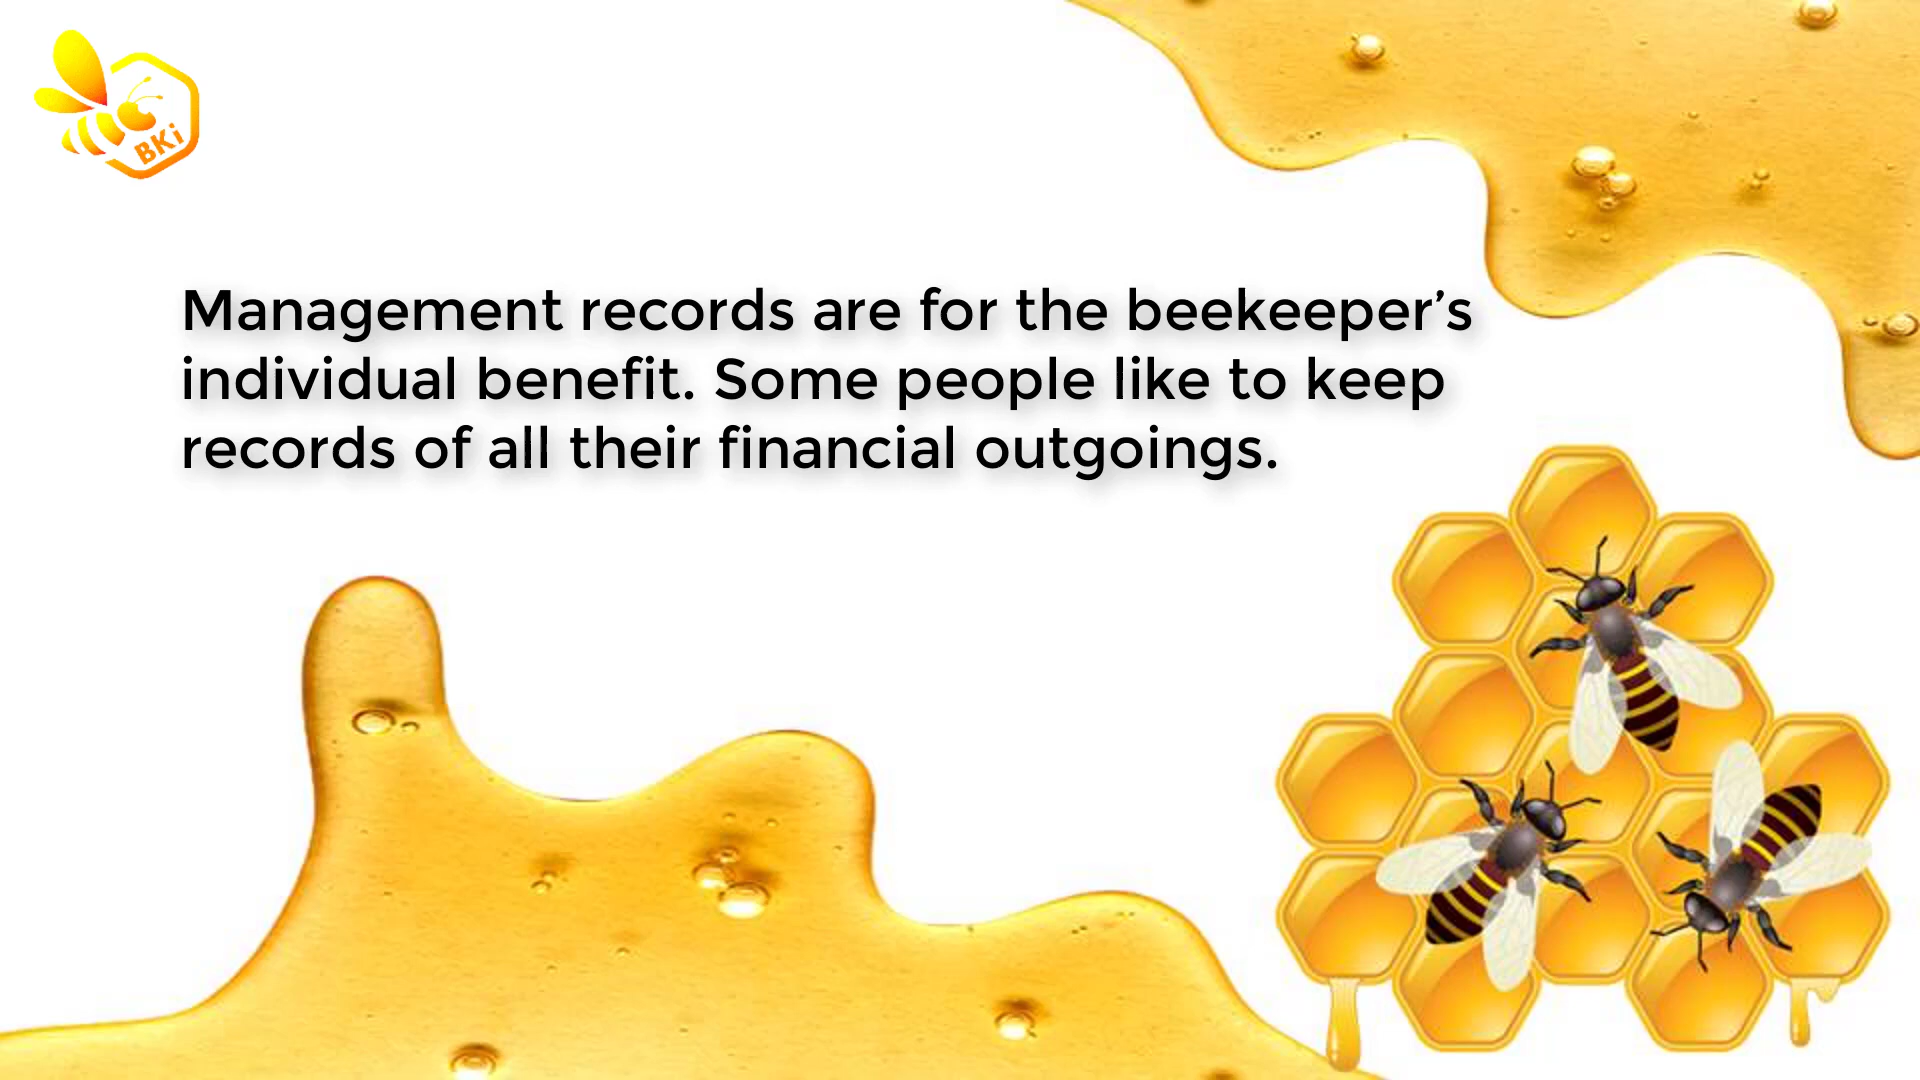 BKi
Management records are for the beekeeper’s
individual benefit. Some people like to keep
records of all their financial outgoings.